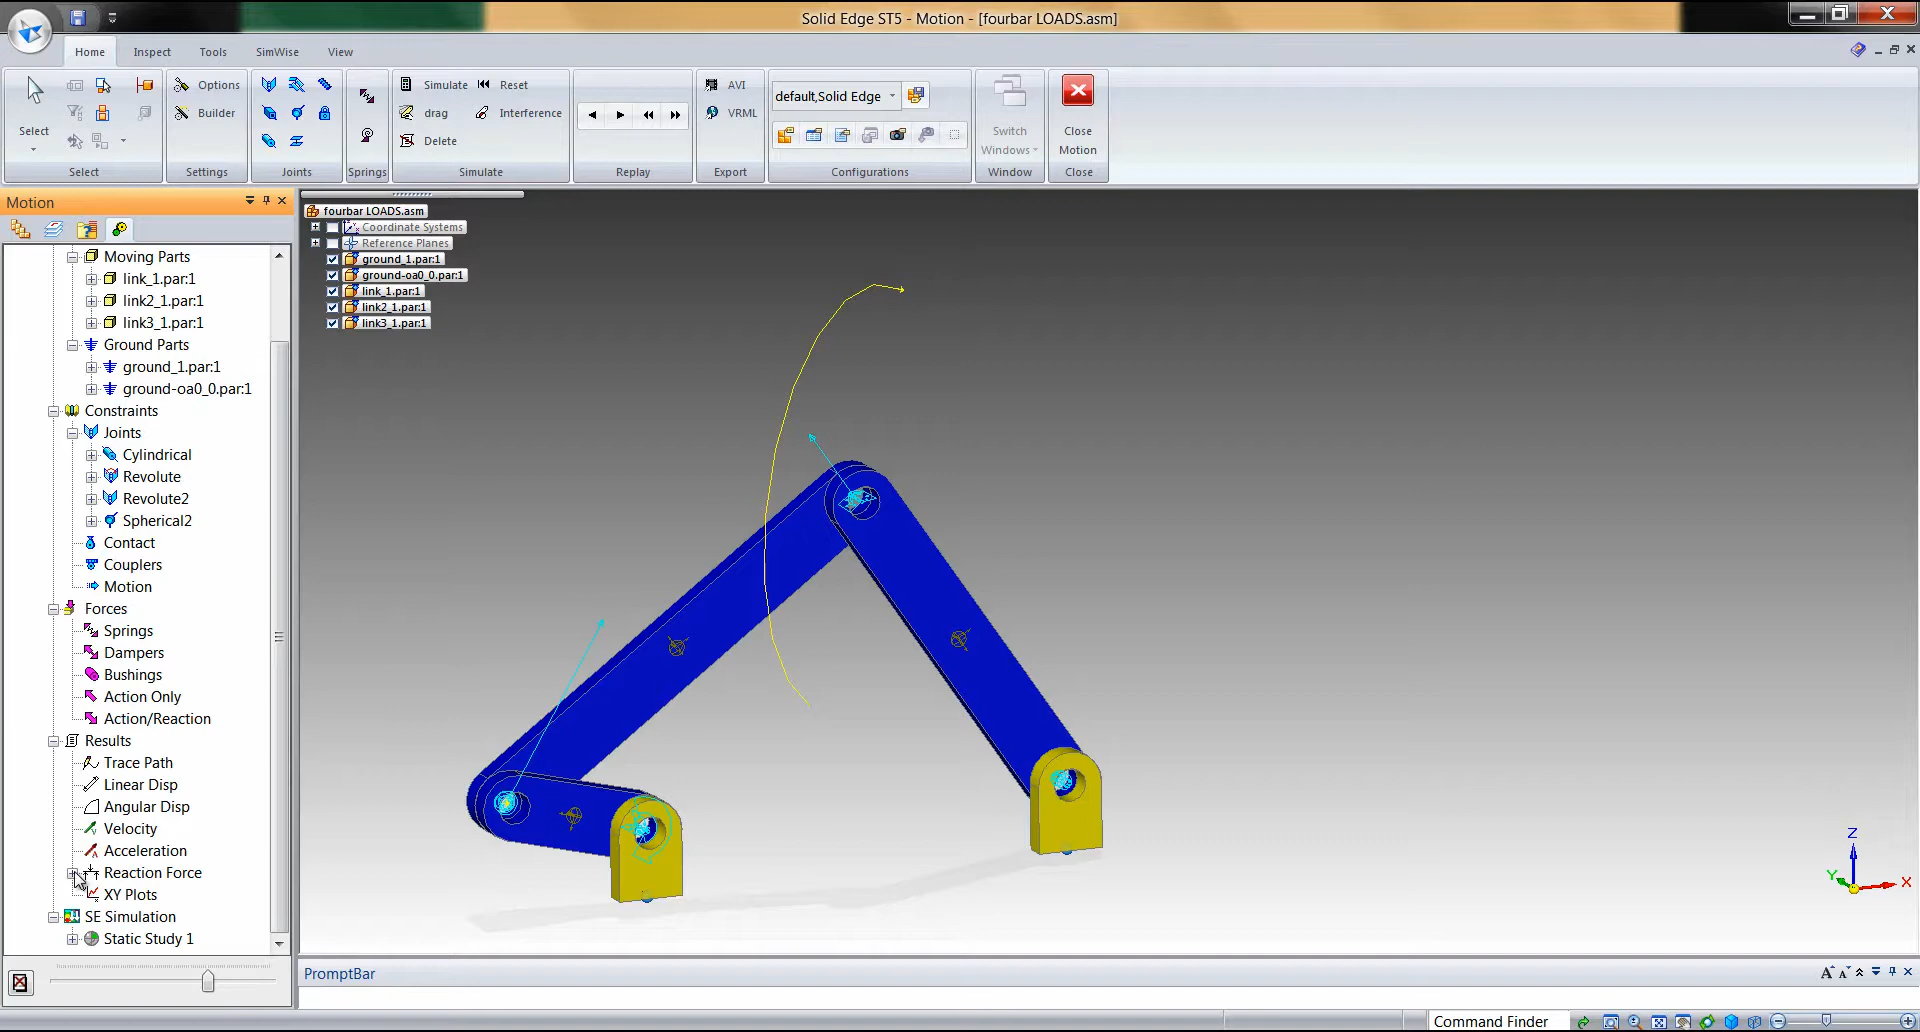 Solid Edge ST5 - Motion - [fourbar LOADS.asm]
Home Inspect Tools SimWise View
Select
Select
Options
Builder
Settings
Joints
Springs
Simulate Reset
drag Interference
Delete
Simulate
Replay
AVI
VRML
Export
default,Solid Edge
Configurations
Switch
Windows
Window
Close
Motion
Close
Motion
Moving Parts
link_1.par:1
link2_1.par:1
link3_1.par:1
Ground Parts
ground_1.par:1
ground-oa0_0.par:1
Constraints
Joints
Cylindrical
Revolute
Revolute2
Spherical2
Contact
Couplers
Motion
Forces
Springs
Dampers
Bushings
Action Only
Action/Reaction
Results
Trace Path
Linear Disp
Angular Disp
Velocity
Acceleration
Reaction Force
XY Plots
SE Simulation
Static Study 1
fourbar LOADS.asm
Coordinate Systems
Reference Planes
ground_1.par:1
ground-oa0_0.par:1
link_1.par:1
link2_1.par:1
link3_1.par:1
Z
Y
X
PromptBar
Command Finder